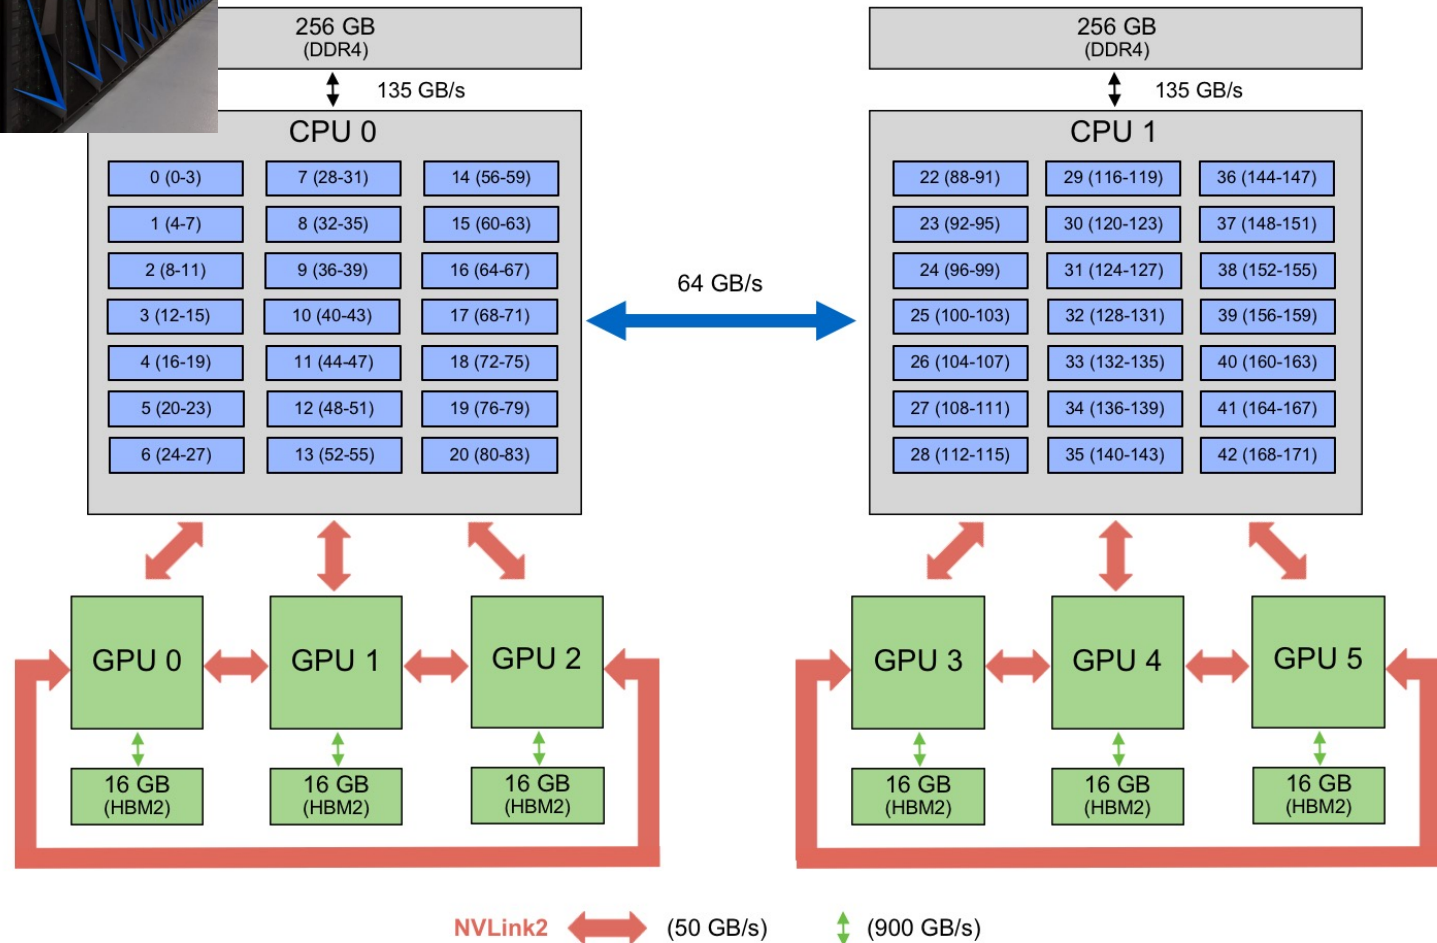 256 GB
(DDR4)
135 GB/s
CPU 0
0 (0-3)
7 (28-31)
14 (56-59)
1 (4-7)
8 (32-35)
15 (60-63)
2 (8-11)
9 (36-39)
16 (64-67)
3 (12-15)
10 (40-43)
17 (68-71)
4 (16-19)
11 (44-47)
18 (72-75)
5 (20-23)
12 (48-51)
19 (76-79)
6 (24-27)
13 (52-55)
20 (80-83)
64 GB/s
256 GB
(DDR4)
135 GB/s
CPU 1
22 (88-91)
29 (116-119)
36 (144-147)
23 (92-95)
30 (120-123)
37 (148-151)
24 (96-99)
31 (124-127)
38 (152-155)
25 (100-103)
32 (128-131)
39 (156-159)
26 (104-107)
33 (132-135)
40 (160-163)
27 (108-111)
34 (136-139)
41 (164-167)
28 (112-115)
35 (140-143)
42 (168-171)
GPU 0
GPU 1
GPU 2
16 GB
(HBM2)
16 GB
(HBM2)
16 GB
(HBM2)
GPU 3
GPU 4
GPU 5
16 GB
(HBM2)
16 GB
(HBM2)
16 GB
(HBM2)
NVLink2
(50 GB/s)
(900 GB/s)